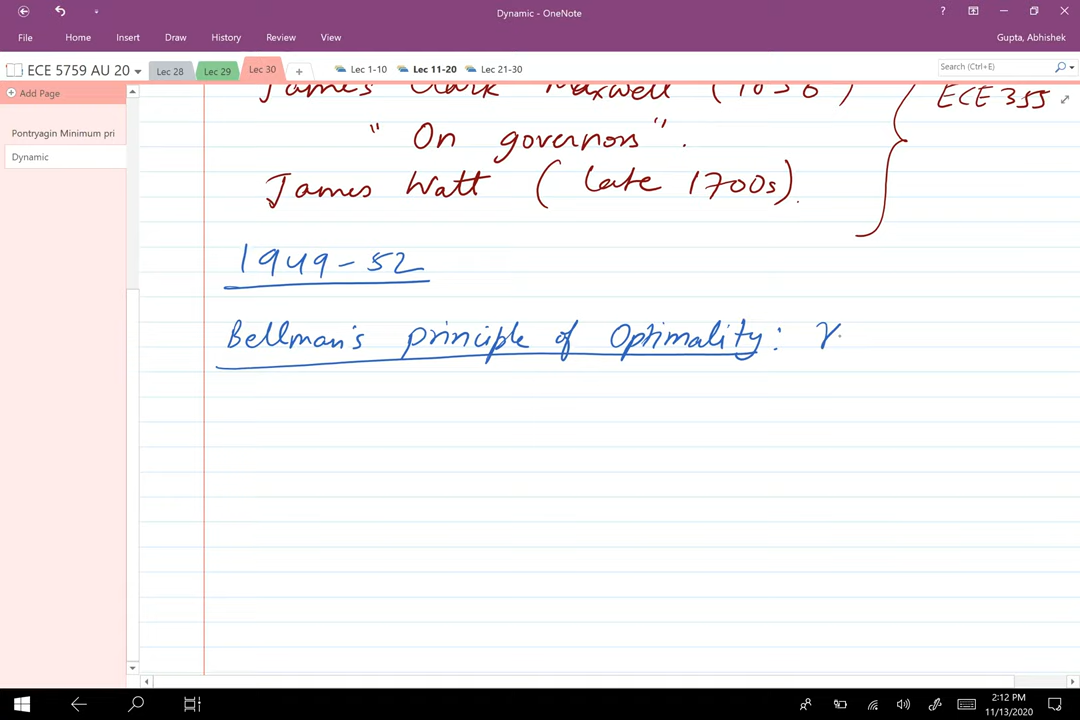 Dynamic - OneNote
?
File Home Insert Draw History Review View Gupta, Abhishek
ECE 5759 AU 20 Lec 28 Lec 29 Lec 30 + Lec 1-10 Lec 11-20 Lec 21-30 Search (Ctrl+E)
Add Page
Pontryagin Minimum pri
Dynamic
James Clark Maxwell ( ) ECE 355
"On governors".
James Watt (late 1700s).
1949-52
Bellman's principle of Optimality:
2:12 PM
11/13/2020